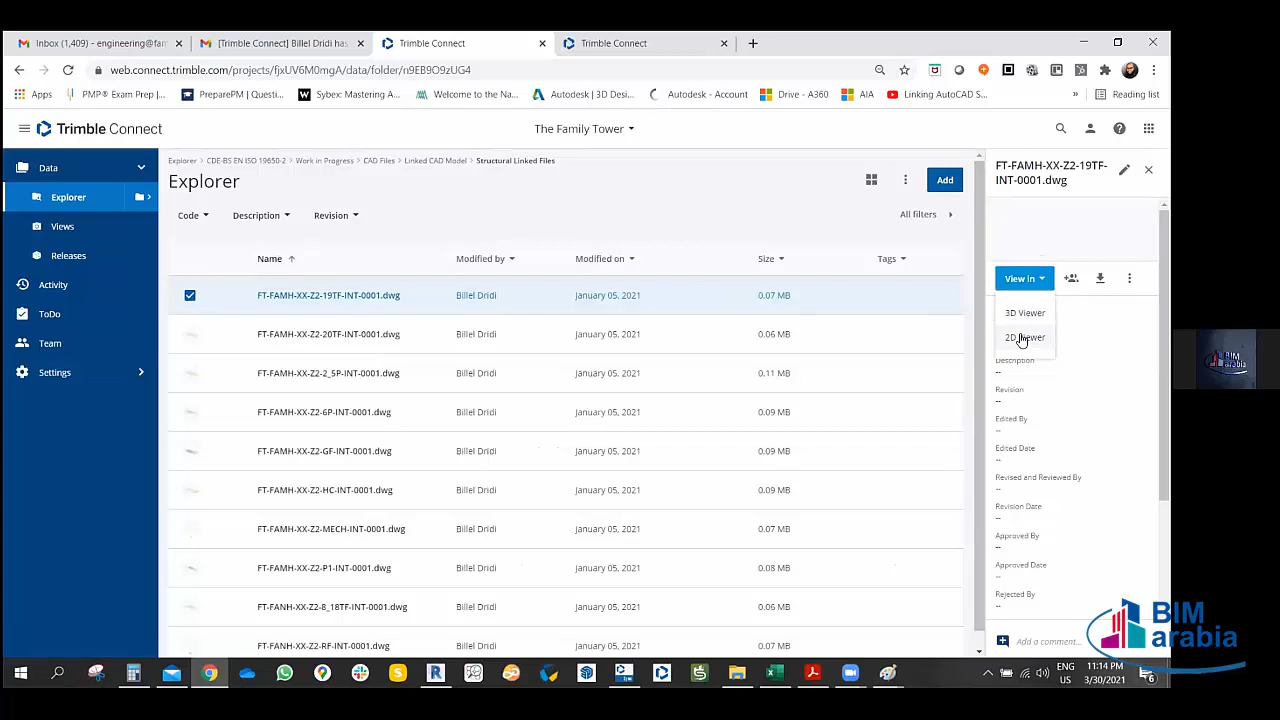 Inbox (1,409) - engineering@fam
[Trimble Connect] Billel Dridi has
Trimble Connect
Trimble Connect
web.connect.trimble.com/projects/fjxUV6M0mgA/data/folder/n9EB9O9zUG4
Apps
PMP® Exam Prep |...
PreparePM | Questi...
Sybex: Mastering A...
Welcome to the Na...
Autodesk | 3D Desi...
Autodesk - Account
Drive - A360
AIA
Linking AutoCAD S...
»
Reading list
Trimble Connect
The Family Tower
Data
Explorer
Views
Releases
Activity
ToDo
Team
Settings
Explorer > CDE-BS EN ISO 19650-2 > Work in Progress > CAD Files > Linked CAD Model > Structural Linked Files
Explorer
Add
Code
Description
Revision
All filters
Name
Modified by
Modified on
Size
Tags
FT-FAMH-XX-Z2-19TF-INT-0001.dwg Billel Dridi January 05, 2021 0.07 MB
FT-FAMH-XX-Z2-20TF-INT-0001.dwg Billel Dridi January 05, 2021 0.06 MB
FT-FAMH-XX-Z2-2_5P-INT-0001.dwg Billel Dridi January 05, 2021 0.11 MB
FT-FAMH-XX-Z2-6P-INT-0001.dwg Billel Dridi January 05, 2021 0.09 MB
FT-FAMH-XX-Z2-GF-INT-0001.dwg Billel Dridi January 05, 2021 0.09 MB
FT-FAMH-XX-Z2-HC-INT-0001.dwg Billel Dridi January 05, 2021 0.09 MB
FT-FAMH-XX-Z2-MECH-INT-0001.dwg Billel Dridi January 05, 2021 0.07 MB
FT-FAMH-XX-Z2-P1-INT-0001.dwg Billel Dridi January 05, 2021 0.08 MB
FT-FANH-XX-Z2-8_18TF-INT-0001.dwg Billel Dridi January 05, 2021 0.06 MB
FT-FAMH-XX-Z2-RF-INT-0001.dwg Billel Dridi January 05, 2021 0.07 MB
FT-FAMH-XX-Z2-19TF-
INT-0001.dwg
View in
3D Viewer
2D Viewer
Description
--
Revision
--
Edited By
--
Edited Date
--
Revised and Reviewed By
--
Revision Date
--
Approved By
--
Approved Date
--
Rejected By
--
Add a comment...
BIM
arabia
BIM
arabia
ENG
US
11:14 PM
3/30/2021
6